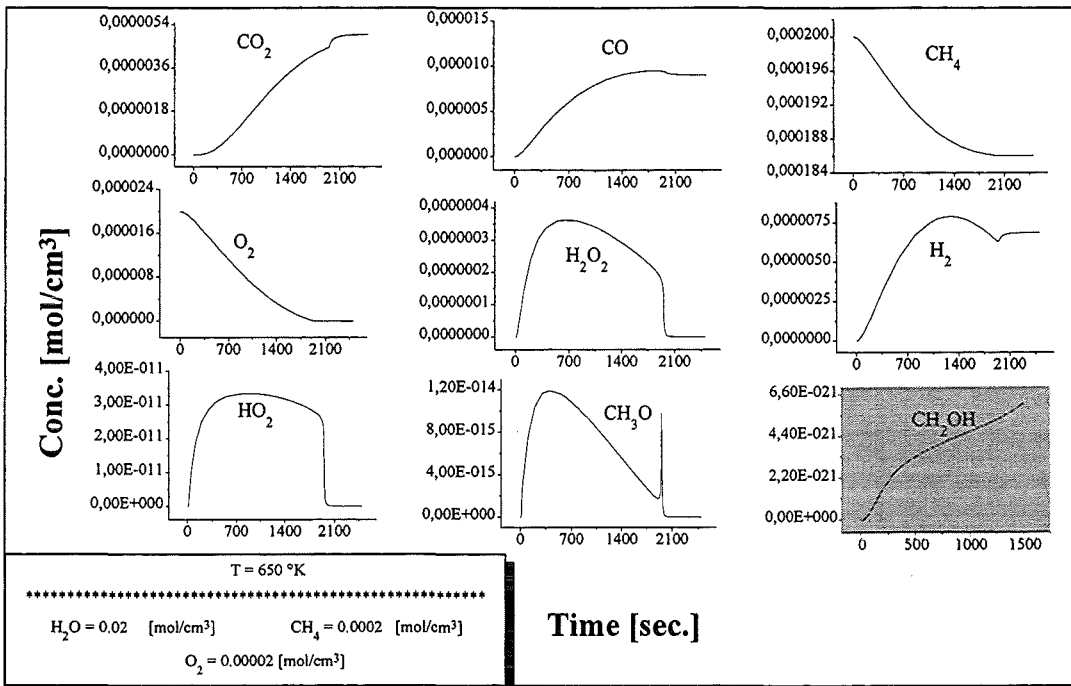 0,0000054
0,0000036
0,0000018
0,0000000
CO2
0 700 1400 2100
0,000015
0,000010
0,000005
0,000000
CO
0 700 1400 2100
0,000200
0,000196
0,000192
0,000188
0,000184
CH4
0 700 1400 2100
Conc. [mol/cm3]
0,000024
0,000016
0,000008
0,000000
O2
0 700 1400 2100
0,0000004
0,0000003
0,0000002
0,0000001
0,0000000
H2O2
0 700 1400 2100
0,0000075
0,0000050
0,0000025
0,0000000
H2
0 700 1400 2100
4,00E-011
3,00E-011
2,00E-011
1,00E-011
0,00E+000
HO2
0 700 1400 2100
1,20E-014
8,00E-015
4,00E-015
0,00E+000
CH3O
0 700 1400 2100
6,60E-021
4,40E-021
2,20E-021
0,00E+000
CH2OH
0 500 1000 1500
T = 650 °K
*****************************************************
H2O = 0.02 [mol/cm3] CH4 = 0.0002 [mol/cm3]
O2 = 0.00002 [mol/cm3]
Time [sec.]